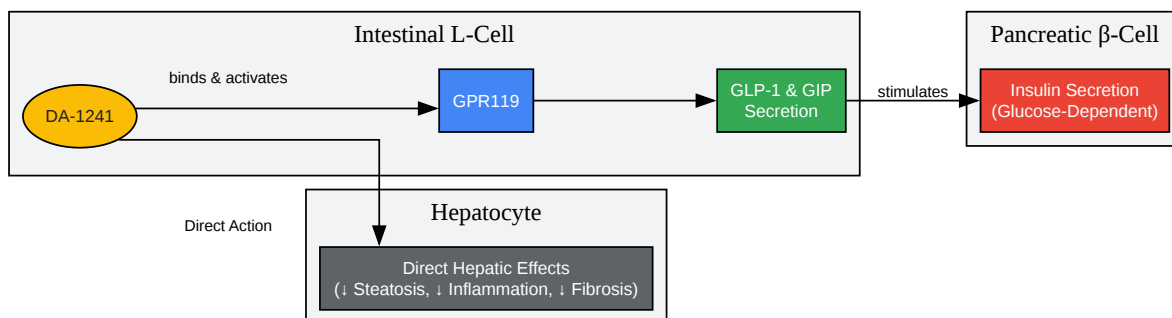 Intestinal L-Cell
binds & activates
DA-1241
GPR119
GLP-1 & GIP
Secretion
stimulates
Pancreatic β-Cell
Insulin Secretion
(Glucose-Dependent)
Direct Action
Hepatocyte
Direct Hepatic Effects
(↓ Steatosis, ↓ Inflammation, ↓ Fibrosis)